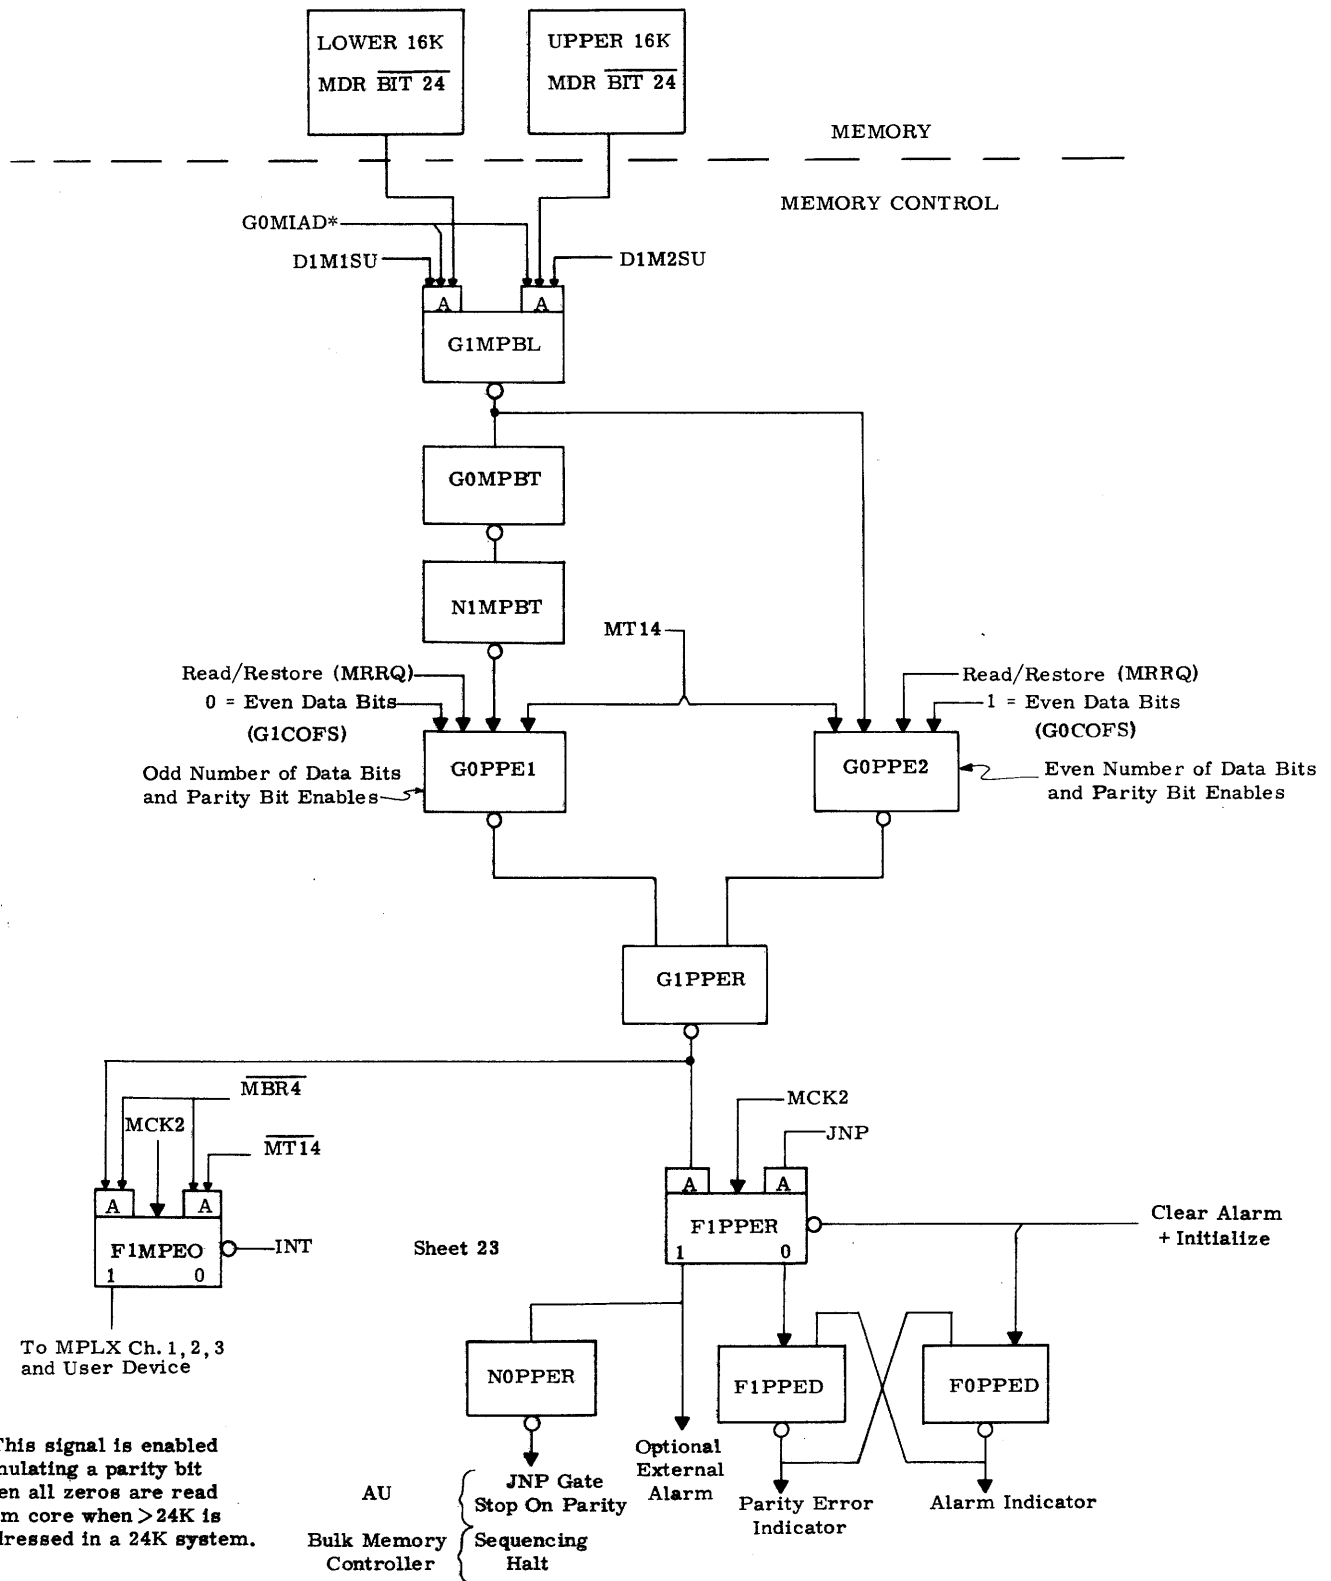 LOWER 16K
MDR BIT 24
UPPER 16K
MDR BIT 24
MEMORY
MEMORY CONTROL
G0MIAD*
D1M1SU
D1M2SU
A
A
G1MPBL
G0MPBT
N1MPBT
MT14
Read/Restore (MRRQ)
0 = Even Data Bits
(G1COFS)
Read/Restore (MRRQ)
1 = Even Data Bits
(G0COFS)
Odd Number of Data Bits
and Parity Bit Enables
G0PPE1
G0PPE2
Even Number of Data Bits
and Parity Bit Enables
G1PPER
MBR4
MCK2
MT14
MCK2
JNP
A
A
F1MPEO
1 0
INT
Sheet 23
A
A
F1PPER
1 0
Clear Alarm
+ Initialize
To MPLX Ch. 1, 2, 3
and User Device
N0PPER
F1PPED
F0PPED
This signal is enabled
nulating a parity bit
en all zeros are read
m core when >24K is
dressed in a 24K system.
AU
JNP Gate
Stop On Parity
Bulk Memory
Controller
Sequencing
Halt
Optional
External
Alarm
Parity Error
Indicator
Alarm Indicator